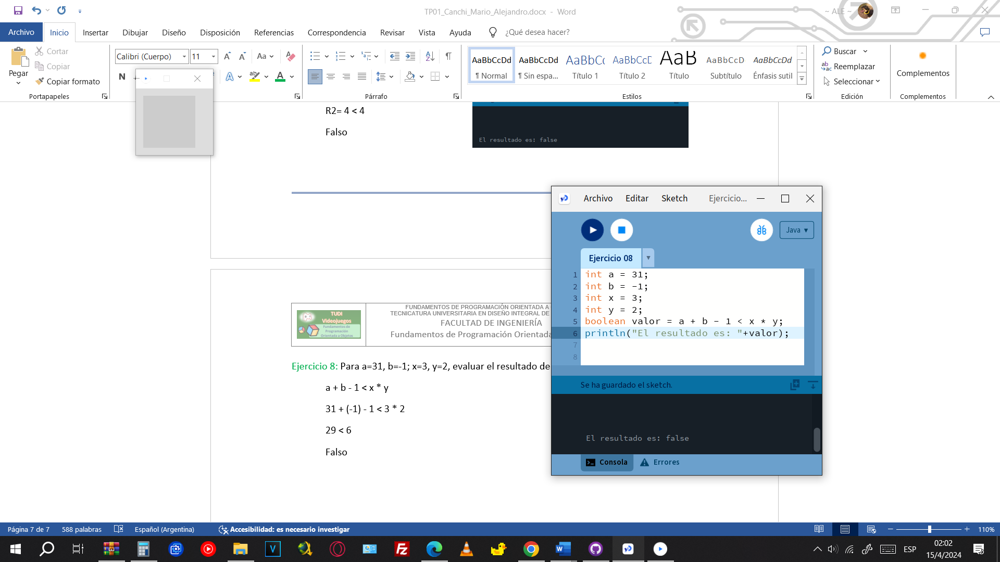 TP01_Canchi_Mario_Alejandro.docx - Word
~ ALE ~
Archivo
Inicio
Insertar
Dibujar
Diseño
Disposición
Referencias
Correspondencia
Revisar
Vista
Ayuda
¿Qué desea hacer?
Pegar
Cortar
Copiar
Copiar formato
Portapapeles
Calibri (Cuerpo)
11
Aa
N
Párrafo
AaBbCcDd
¶ Normal
AaBbCcDd
¶ Sin espa...
AaBbCc
Título 1
AaBbCcD
Título 2
AaB
Título
AaBbCcD
Subtítulo
AaBbCcDd
Énfasis sutil
Estilos
Buscar
Reemplazar
Seleccionar
Edición
Complementos
Complementos
R2= 4 < 4
Falso
El resultado es: false
TUDI
Videojuegos
Fundamentos de
Programación
Orientada a Objetos
FUNDAMENTOS DE PROGRAMACIÓN ORIENTADA A
TECNICATURA UNIVERSITARIA EN DISEÑO INTEGRAL DE
FACULTAD DE INGENIERÍA
Fundamentos de Programación Orientada
Ejercicio 8: Para a=31, b=-1; x=3, y=2, evaluar el resultado de
a + b - 1 < x * y
31 + (-1) - 1 < 3 * 2
29 < 6
Falso
Archivo
Editar
Sketch
Ejercicio...
Java
Ejercicio 08
1 int a = 31;
2 int b = -1;
3 int x = 3;
4 int y = 2;
5 boolean valor = a + b - 1 < x * y;
6 println("El resultado es: "+valor);
7
8
Se ha guardado el sketch.
El resultado es: false
Consola
Errores
Página 7 de 7
588 palabras
Español (Argentina)
Accesibilidad: es necesario investigar
110%
ESP
02:02
15/4/2024